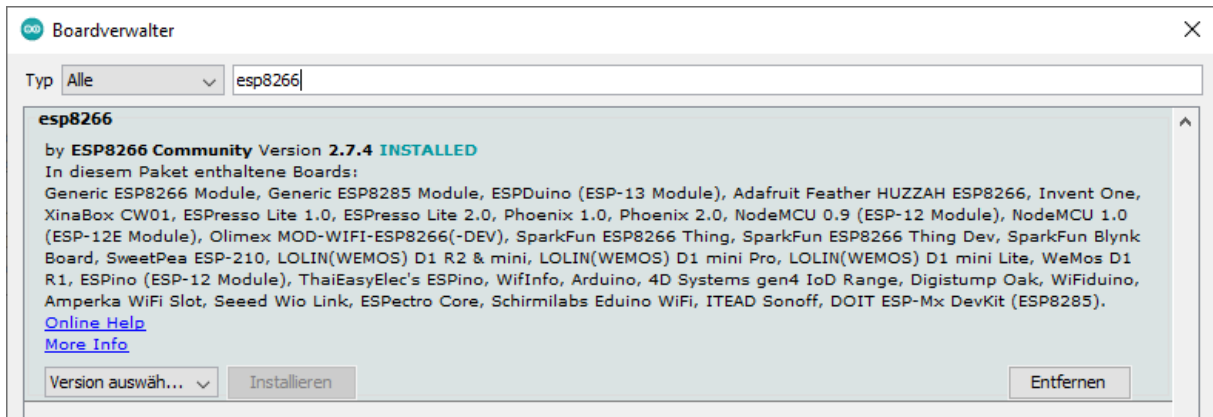 Boardverwalter
Typ Alle esp8266
esp8266
by ESP8266 Community Version 2.7.4 INSTALLED
In diesem Paket enthaltene Boards:
Generic ESP8266 Module, Generic ESP8285 Module, ESPDuino (ESP-13 Module), Adafruit Feather HUZZAH ESP8266, Invent One,
XinaBox CW01, ESPresso Lite 1.0, ESPresso Lite 2.0, Phoenix 1.0, Phoenix 2.0, NodeMCU 0.9 (ESP-12 Module), NodeMCU 1.0
(ESP-12E Module), Olimex MOD-WIFI-ESP8266(-DEV), SparkFun ESP8266 Thing, SparkFun ESP8266 Thing Dev, SparkFun Blynk
Board, SweetPea ESP-210, LOLIN(WEMOS) D1 R2 & mini, LOLIN(WEMOS) D1 mini Pro, LOLIN(WEMOS) D1 mini Lite, WeMos D1
R1, ESPino (ESP-12 Module), ThaiEasyElec's ESPino, WifInfo, Arduino, 4D Systems gen4 IoD Range, Digistump Oak, WiFiduino,
Amperka WiFi Slot, Seeed Wio Link, ESPectro Core, Schirmilabs Eduino WiFi, ITEAD Sonoff, DOIT ESP-Mx DevKit (ESP8285).
Online Help
More Info
Version auswäh... Installieren Entfernen